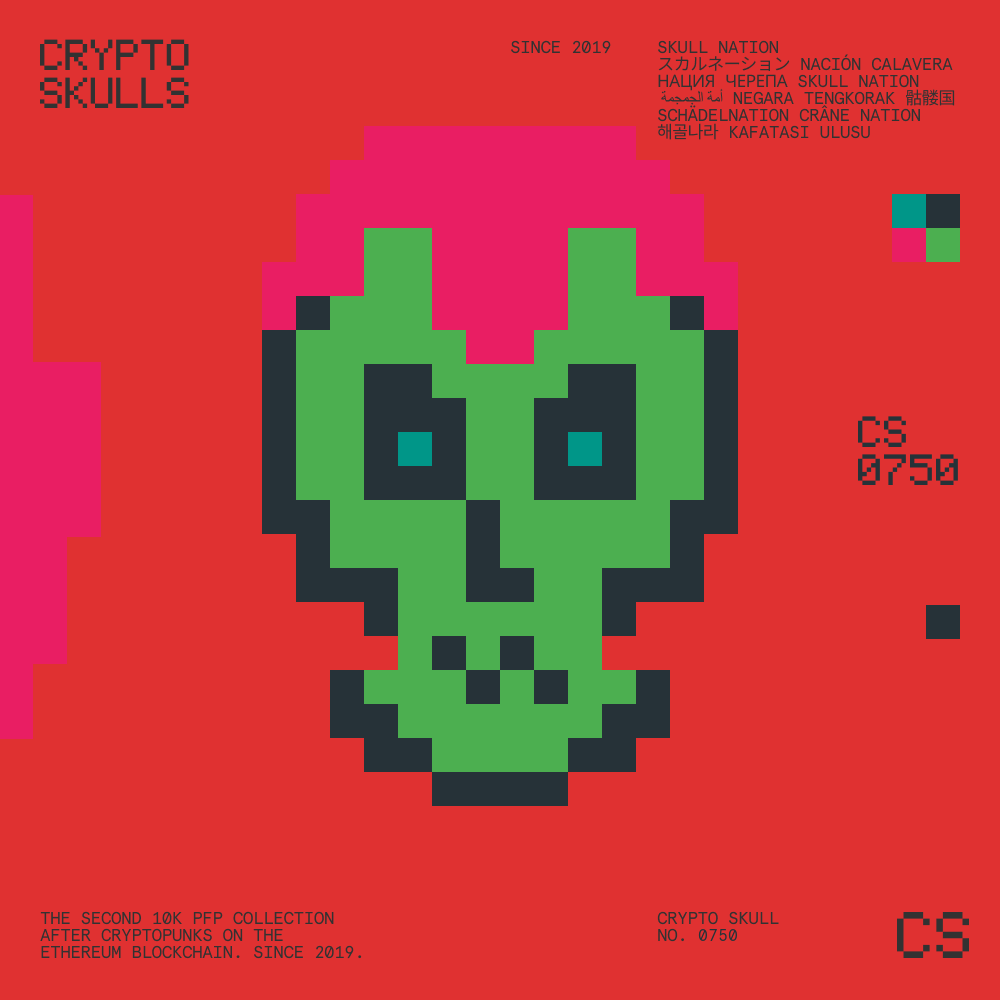 CRYPTO
SKULLS
SINCE 2019
SKULL NATION
スカルネーション NACIÓN CALAVERA
НАЦИЯ ЧЕРЕПА SKULL NATION
أمة الجمجمة NEGARA TENGKORAK 骷髅国
SCHÄDELNATION CRÂNE NATION
해골나라 KAFATASI ULUSU
CS
0750
THE SECOND 10K PFP COLLECTION
AFTER CRYPTOPUNKS ON THE
ETHEREUM BLOCKCHAIN. SINCE 2019.
CRYPTO SKULL
NO. 0750
CS